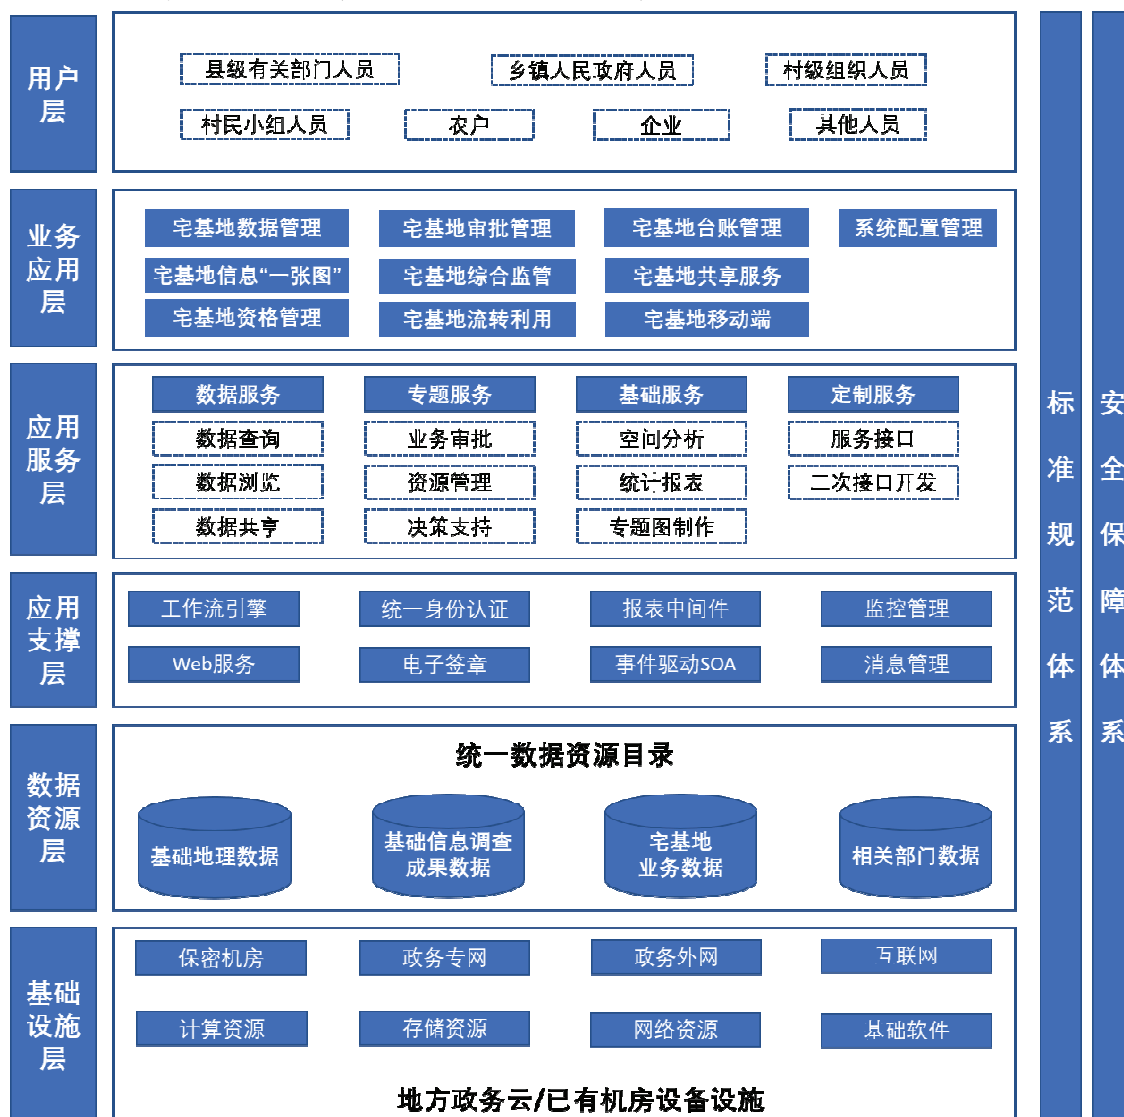 用户
层
县级有关部门人员
乡镇人民政府人员
村级组织人员
村民小组人员
农户
企业
其他人员
业务
应用
层
宅基地数据管理
宅基地审批管理
宅基地台账管理
系统配置管理
宅基地信息“一张图”
宅基地综合监管
宅基地共享服务
宅基地资格管理
宅基地流转利用
宅基地移动端
应用
服务
层
数据服务
专题服务
基础服务
定制服务
数据查询
业务审批
空间分析
服务接口
数据浏览
资源管理
统计报表
二次接口开发
数据共享
决策支持
专题图制作
应用
支撑
层
工作流引擎
统一身份认证
报表中间件
监控管理
Web服务
电子签章
事件驱动SOA
消息管理
数据
资源
层
统一数据资源目录
基础地理数据
基础信息调查
成果数据
宅基地
业务数据
相关部门数据
基础
设施
层
保密机房
政务专网
政务外网
互联网
计算资源
存储资源
网络资源
基础软件
地方政务云/已有机房设备设施
标准规范体系
安全保障体系